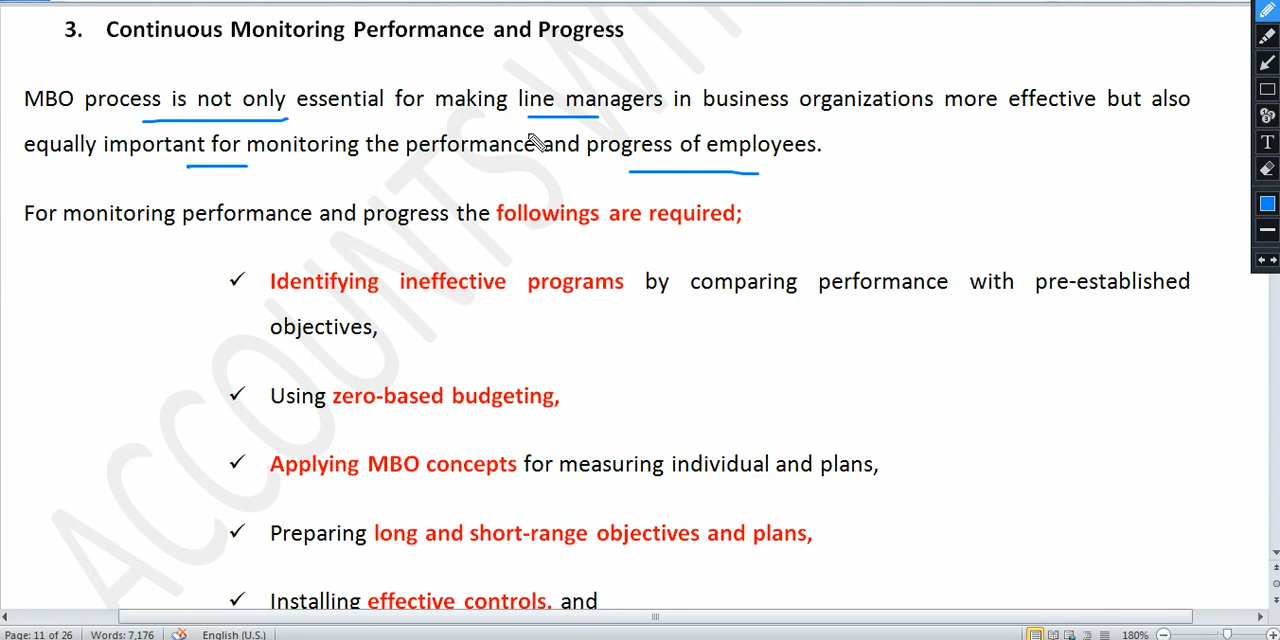 3. Continuous Monitoring Performance and Progress
MBO process is not only essential for making line managers in business organizations more effective but also
equally important for monitoring the performance and progress of employees.
For monitoring performance and progress the followings are required;
✓ Identifying ineffective programs by comparing performance with pre-established
objectives,
✓ Using zero-based budgeting,
✓ Applying MBO concepts for measuring individual and plans,
✓ Preparing long and short-range objectives and plans,
✓ Installing effective controls, and
ACCOUNTS WIT
T
Page: 11 of 26 Words: 7,176 English (U.S.) 180%